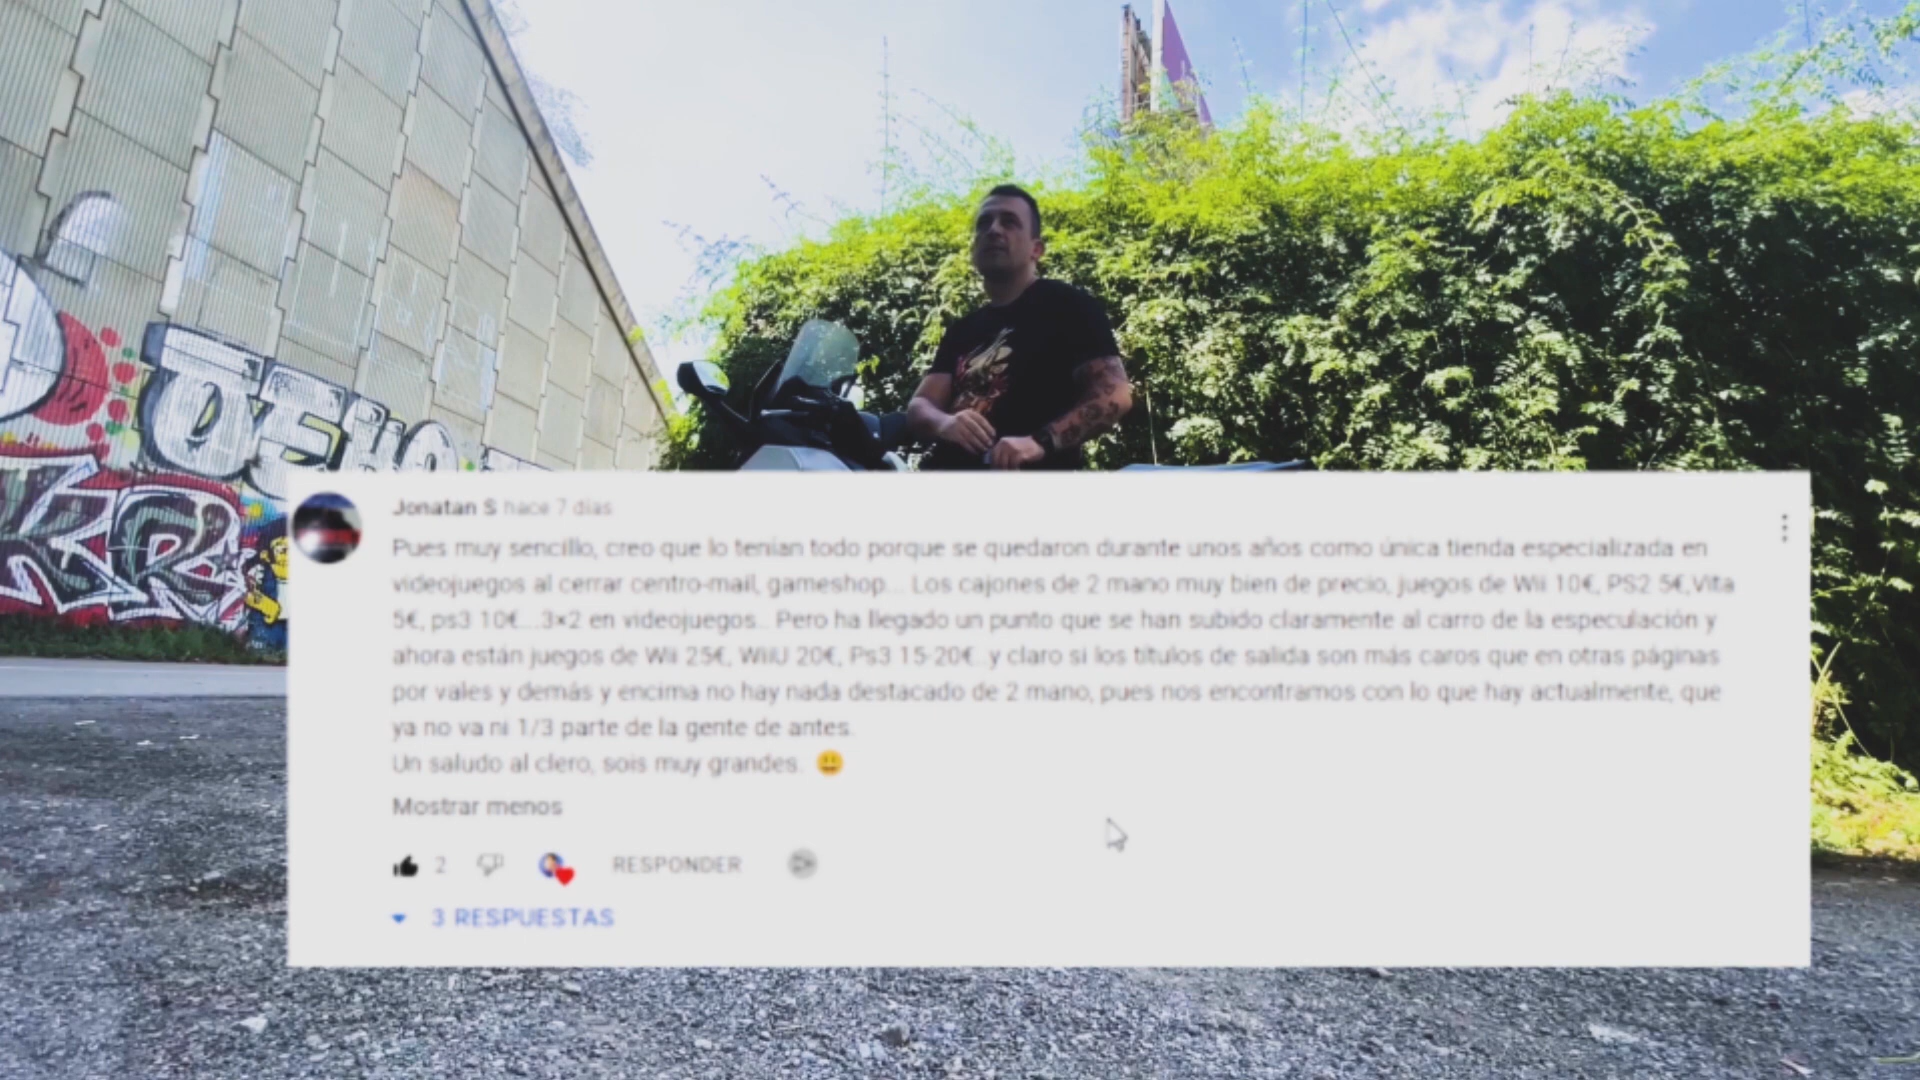 Jonatan S hace 7 días
Pues muy sencillo, creo que lo tenían todo porque se quedaron durante unos años como única tienda especializada en
videojuegos al cerrar centro-mail, gameshop... Los cajones de 2 mano muy bien de precio, juegos de Wii 10€, PS2 5€,Vita
5€, ps3 10€...3×2 en videojuegos.. Pero ha llegado un punto que se han subido claramente al carro de la especulación y
ahora están juegos de Wii 25€, WiiU 20€, Ps3 15-20€..y claro si los títulos de salida son más caros que en otras páginas
por vales y demás y encima no hay nada destacado de 2 mano, pues nos encontramos con lo que hay actualmente, que
ya no va ni 1/3 parte de la gente de antes.
Un saludo al clero, sois muy grandes. 😃
Mostrar menos
2 RESPONDER
3 RESPUESTAS